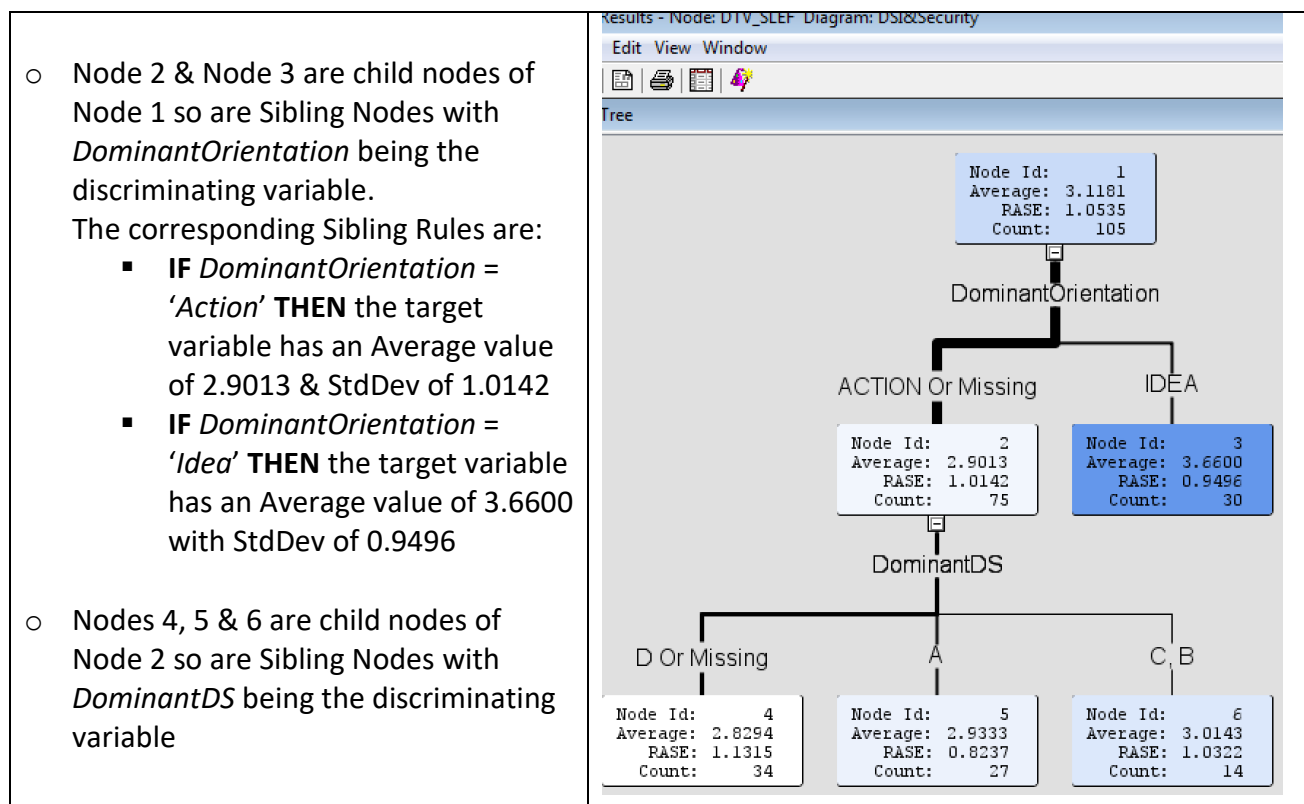 o Node 2 & Node 3 are child nodes of
Node 1 so are Sibling Nodes with
DominantOrientation being the
discriminating variable.
The corresponding Sibling Rules are:
▪ IF DominantOrientation =
‘Action’ THEN the target
variable has an Average value
of 2.9013 & StdDev of 1.0142
▪ IF DominantOrientation =
‘Idea’ THEN the target variable
has an Average value of 3.6600
with StdDev of 0.9496
o Nodes 4, 5 & 6 are child nodes of
Node 2 so are Sibling Nodes with
DominantDS being the discriminating
variable
Results - Node: DTV_SLEF Diagram: DSI&Security
Edit View Window
Tree
Node Id: 1
Average: 3.1181
RASE: 1.0535
Count: 105
DominantOrientation
ACTION Or Missing
IDEA
Node Id: 2
Average: 2.9013
RASE: 1.0142
Count: 75
Node Id: 3
Average: 3.6600
RASE: 0.9496
Count: 30
DominantDS
D Or Missing
A
C, B
Node Id: 4
Average: 2.8294
RASE: 1.1315
Count: 34
Node Id: 5
Average: 2.9333
RASE: 0.8237
Count: 27
Node Id: 6
Average: 3.0143
RASE: 1.0322
Count: 14